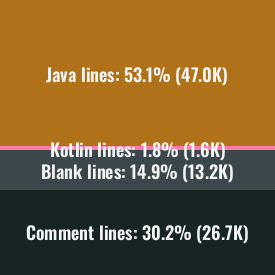 Java lines: 53.1% (47.0K)
Kotlin lines: 1.8% (1.6K)
Blank lines: 14.9% (13.2K)
Comment lines: 30.2% (26.7K)